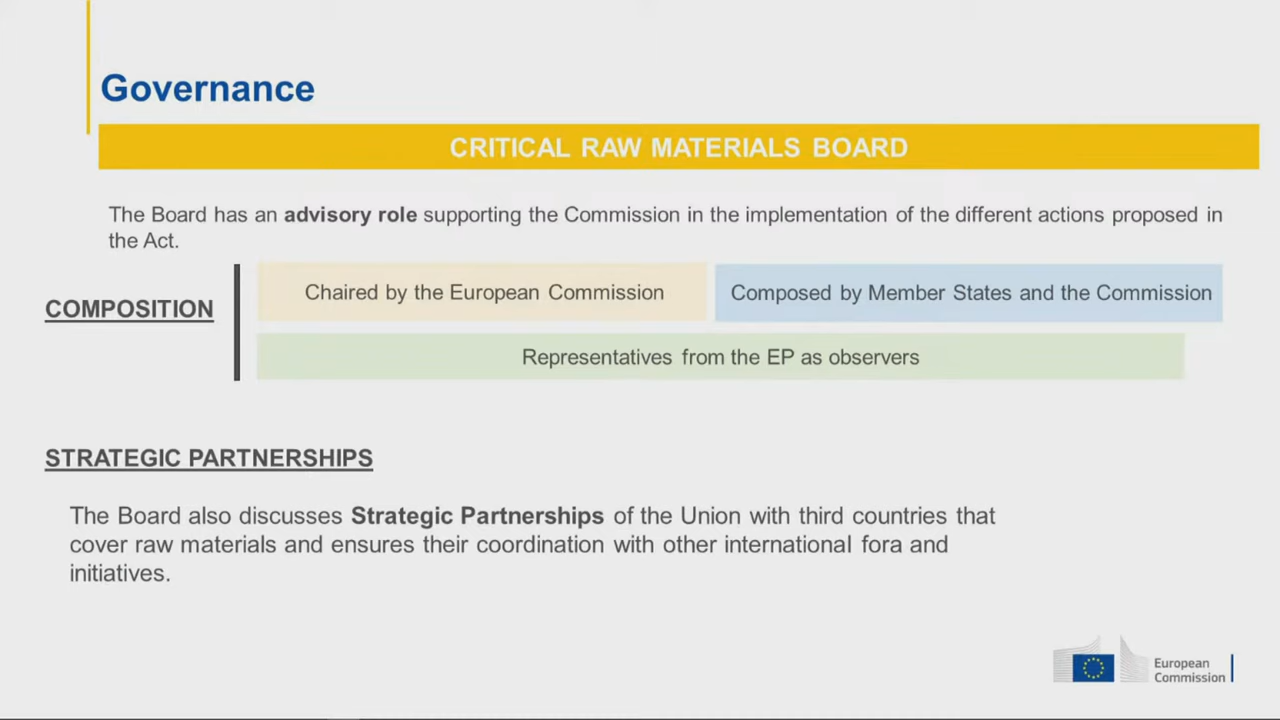 Governance
CRITICAL RAW MATERIALS BOARD
The Board has an advisory role supporting the Commission in the implementation of the different actions proposed in
the Act.
COMPOSITION
Chaired by the European Commission
Composed by Member States and the Commission
Representatives from the EP as observers
STRATEGIC PARTNERSHIPS
The Board also discusses Strategic Partnerships of the Union with third countries that
cover raw materials and ensures their coordination with other international fora and
initiatives.
European
Commission